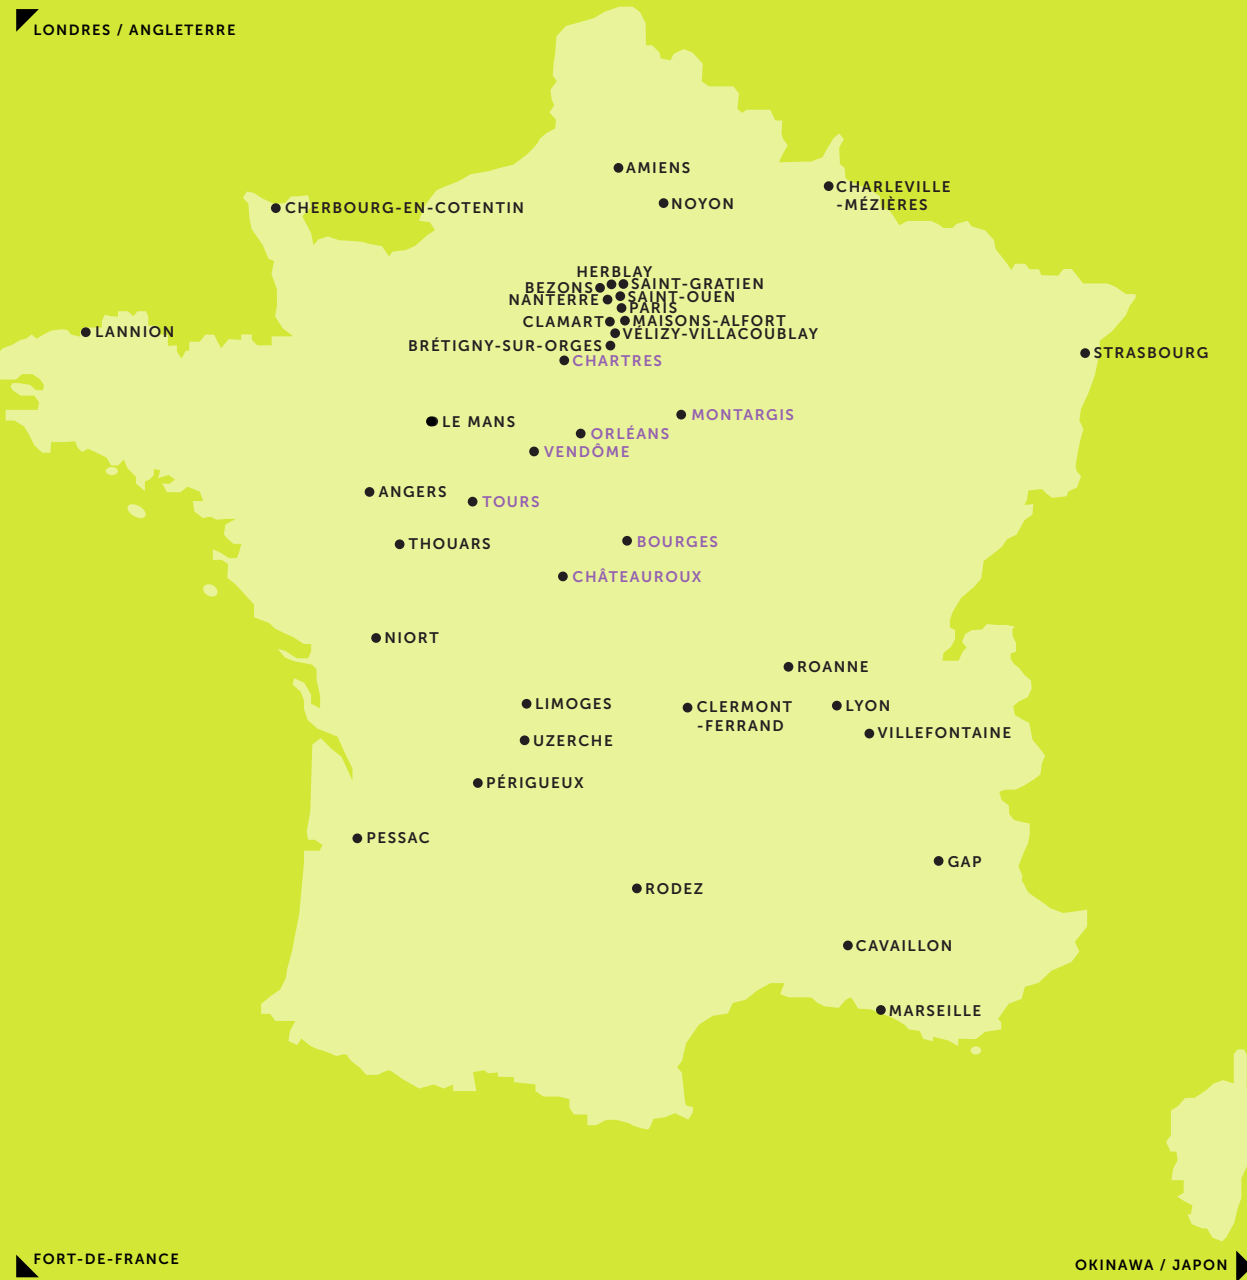 LONDRES / ANGLETERRE
AMIENS
CHARLEVILLE
-MÉZIÈRES
NOYON
CHERBOURG-EN-COTENTIN
HERBLAY
SAINT-GRATIEN
BEZONS
SAINT-OUEN
NANTERRE
PARIS
CLAMART
MAISONS-ALFORT
LANNION
VÉLIZY-VILLACOUBLAY
BRÉTIGNY-SUR-ORGES
STRASBOURG
CHARTRES
MONTARGIS
LE MANS
ORLÉANS
VENDÔME
ANGERS
TOURS
BOURGES
THOUARS
CHÂTEAUROUX
NIORT
ROANNE
LIMOGES
CLERMONT
-FERRAND
LYON
VILLEFONTAINE
UZERCHE
PÉRIGUEUX
PESSAC
GAP
RODEZ
CAVAILLON
MARSEILLE
FORT-DE-FRANCE
OKINAWA / JAPON